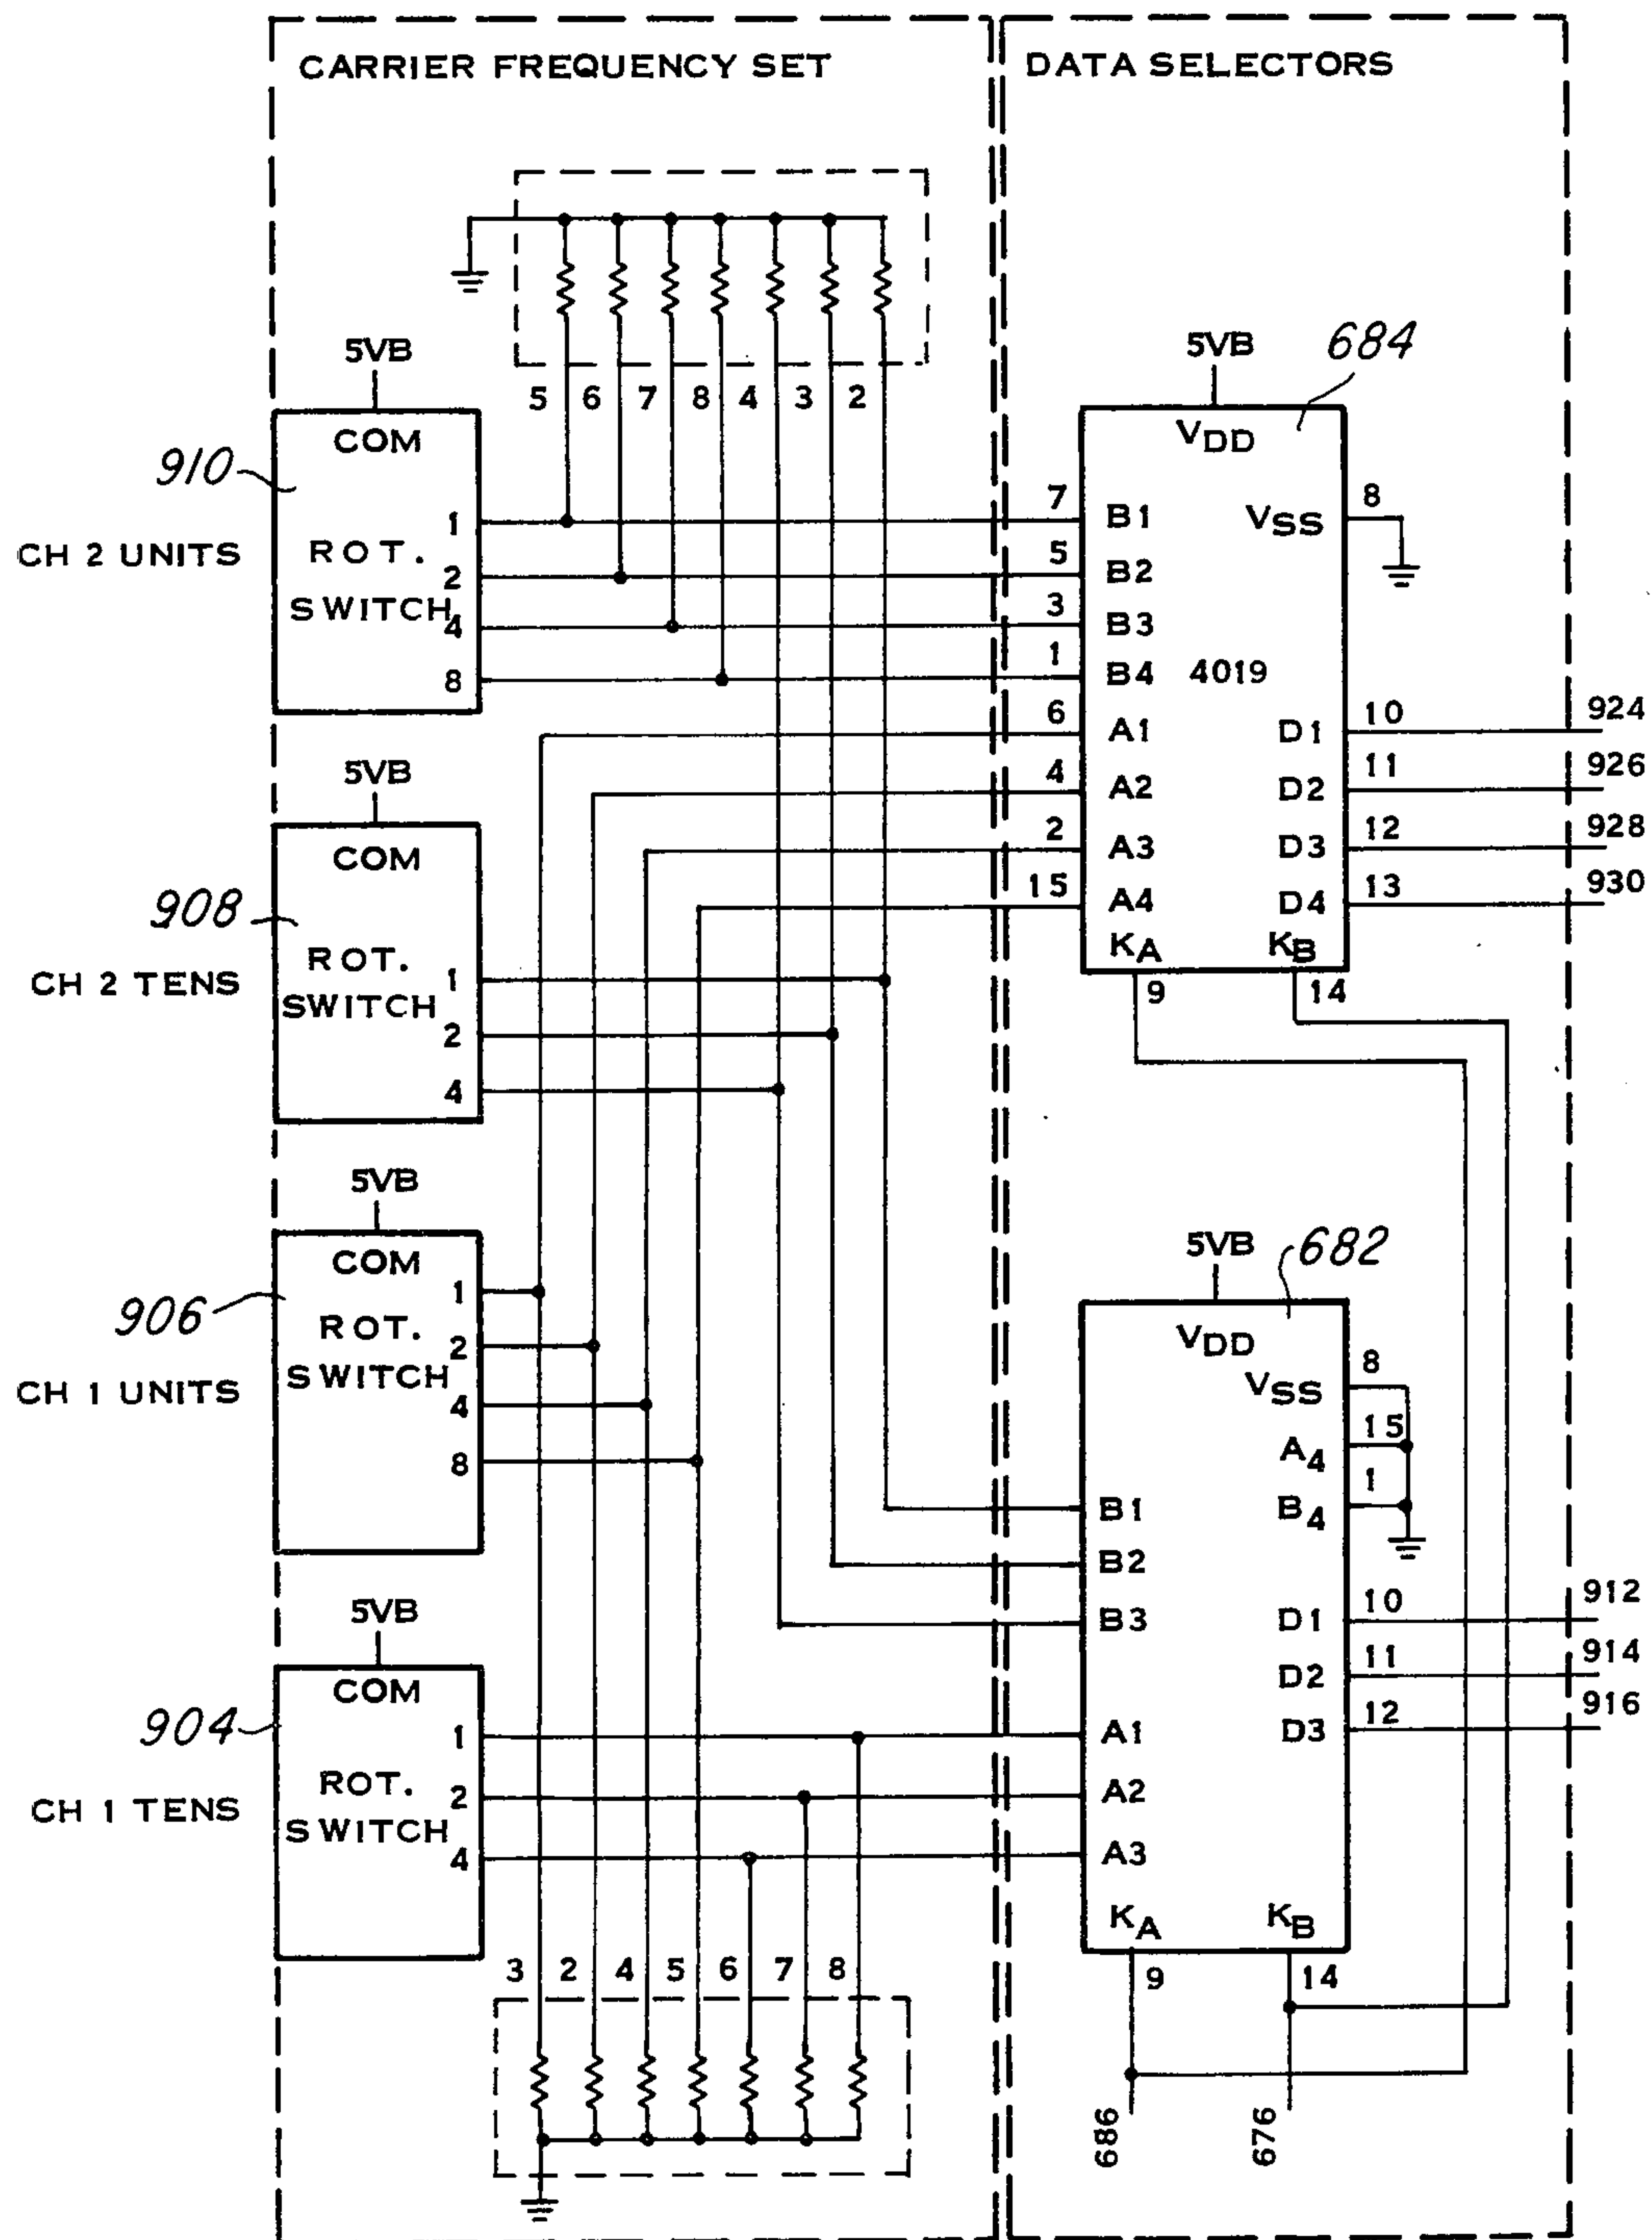 CARRIER FREQUENCY SET
DATA SELECTORS
5 6 7 8 4 3 2
5VB
COM
910
CH 2 UNITS
ROT.
SWITCH
1
2
4
8
5VB
684
VDD
VSS
8
7 B1
5 B2
3 B3
1 B4
4019
6 A1
4 A2
2 A3
15 A4
D1 10 924
D2 11 926
D3 12 928
D4 13 930
KA
KB
9
14
5VB
COM
908
CH 2 TENS
ROT.
SWITCH
1
2
4
5VB
COM
906
CH 1 UNITS
ROT.
SWITCH
1
2
4
8
5VB
682
VDD
VSS
8
A4 15
B4 1
B1
B2
B3
A1
A2
A3
D1 10 912
D2 11 914
D3 12 916
KA
KB
9
14
686
676
5VB
COM
904
CH 1 TENS
ROT.
SWITCH
1
2
4
3 2 4 5 6 7 8